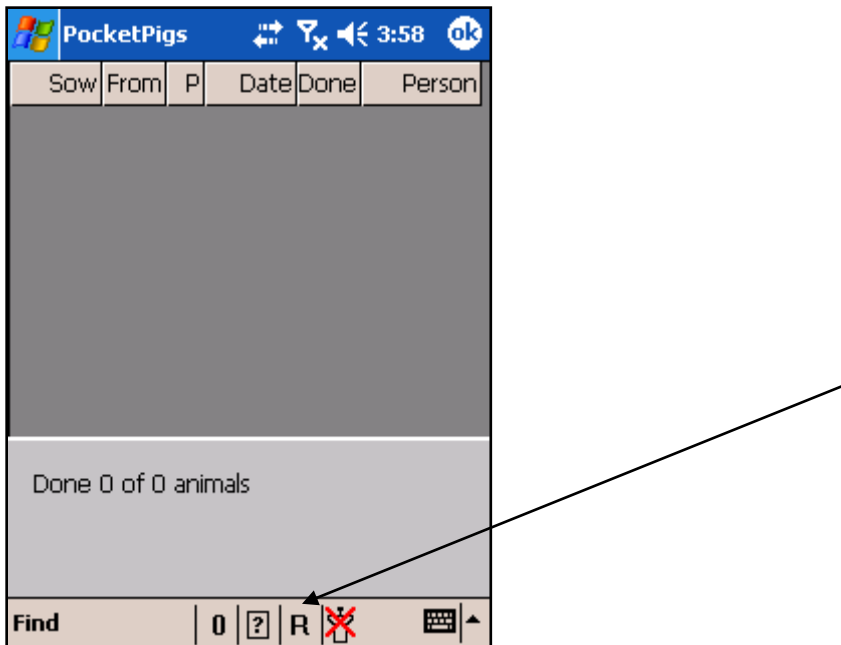 PocketPigs 3:58 ok
Sow From P Date Done Person
Done 0 of 0 animals
Find 0 ? R